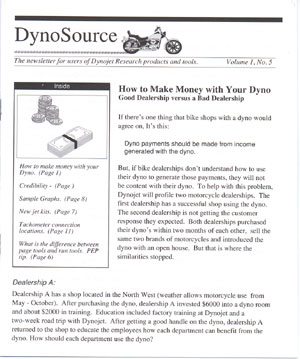 DynoSource
The newsletter for users of Dynojet Research products and tools.
Volume 1, No. 5
Inside
How to make money with your
Dyno. (Page 1)
Credibility - (Page )
Sample Graphs. (Page 8)
New jet kits. (Page 7)
Tachometer connection
locations. (Page 11)
What is the difference between
page tools and run tools. PEP
tip. (Page 6)
How to Make Money with Your Dyno
Good Dealership versus a Bad Dealership
If there's one thing that bike shops with a dyno would
agree on, It's this:
Dyno payments should be made from income
generated with the dyno.
But, if bike dealerships don't understand how to use
their dyno to generate those payments, they will not
be content with their dyno. To help with this problem,
Dynojet will profile two motorcycle dealerships. The
first dealership has a successful shop using the dyno.
The second dealership is not getting the customer
response they expected. Both dealerships purchased
their dyno's within two months of each other, sell the
same two brands of motorcycles and introduced the
dyno with an open house. But that is where the
similarities stopped.
Dealership A:
Dealership A has a shop located in the North West (weather allows motorcycle use from
May - October). After purchasing the dyno, dealership A invested $6000 into a dyno room
and about $2000 in training. Education included factory training at Dynojet and a
two-week road trip with Dynojet. After getting a good handle on the dyno, dealership A
returned to the shop to educate the employees how each department can benefit from the
dyno. How should each department use the dyno?